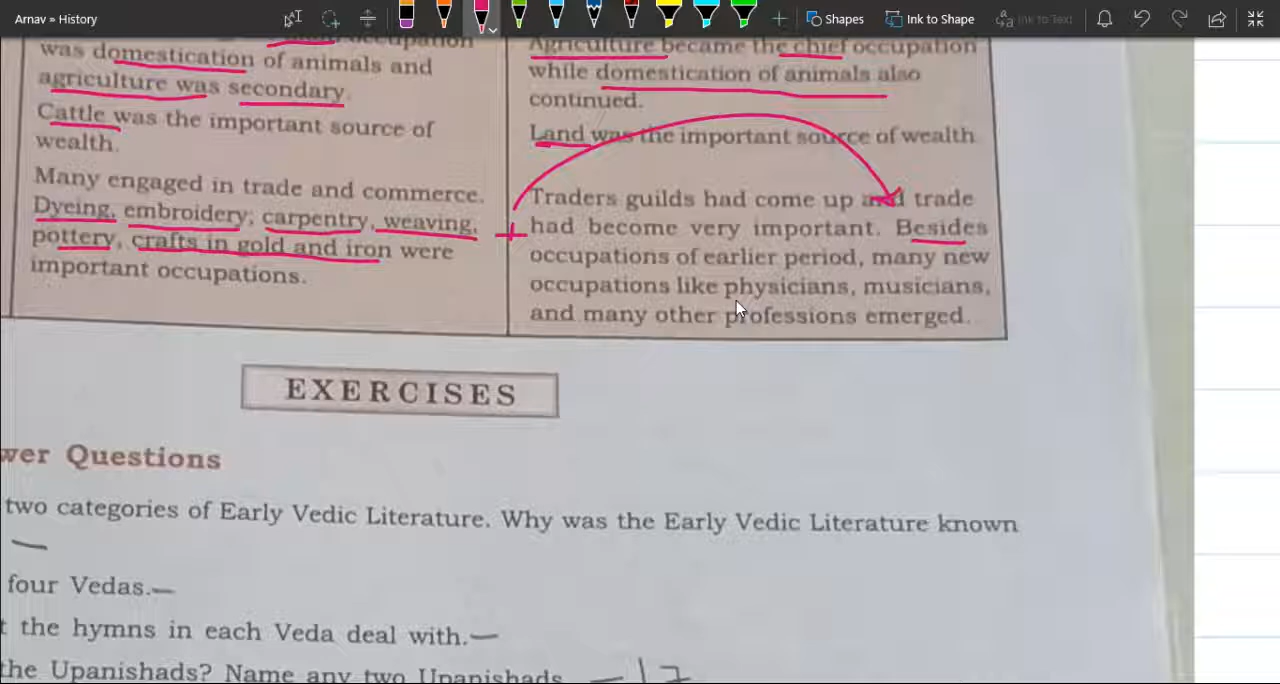 Arnav » History
Shapes
Ink to Shape
Ink to Text
occupation
was domestication of animals and
agriculture was secondary.
Cattle was the important source of
wealth.
Many engaged in trade and commerce.
Dyeing, embroidery, carpentry, weaving,
pottery, crafts in gold and iron were
important occupations.
Agriculture became the chief occupation
while domestication of animals also
continued.
Land was the important source of wealth
Traders guilds had come up and trade
had become very important. Besides
occupations of earlier period, many new
occupations like physicians, musicians,
and many other professions emerged.
EXERCISES
wer Questions
two categories of Early Vedic Literature. Why was the Early Vedic Literature known
four Vedas.
t the hymns in each Veda deal with.
the Upanishads? Name any two Upanishads